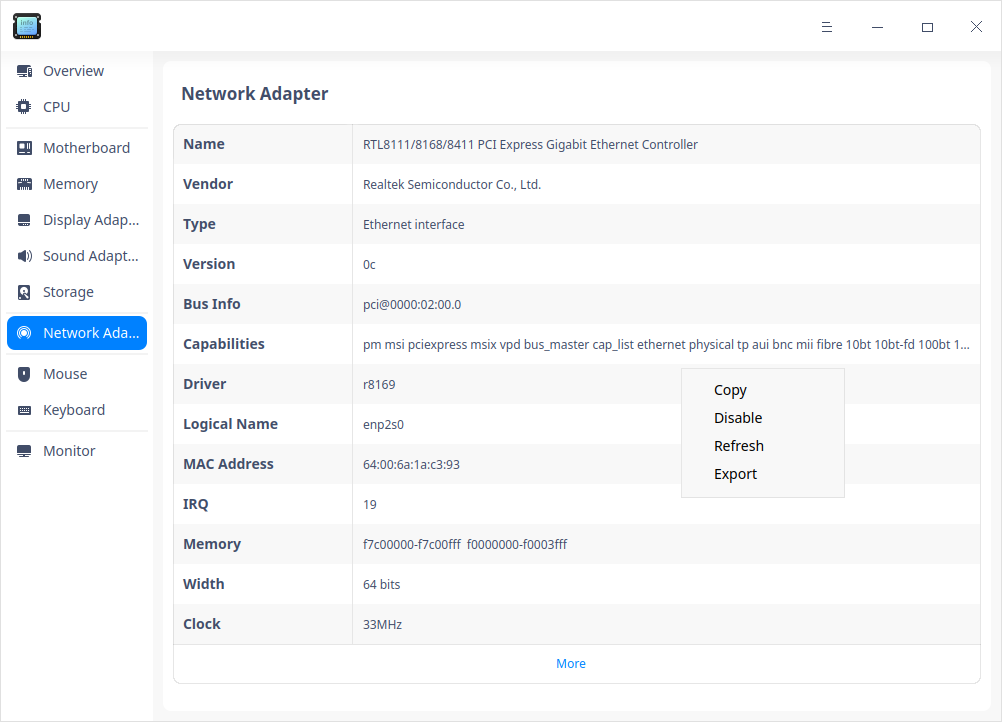 info
Overview
CPU
Motherboard
Memory
Display Adap...
Sound Adapt...
Storage
Network Ada...
Mouse
Keyboard
Monitor
Network Adapter
Name RTL8111/8168/8411 PCI Express Gigabit Ethernet Controller
Vendor Realtek Semiconductor Co., Ltd.
Type Ethernet interface
Version 0c
Bus Info pci@0000:02:00.0
Capabilities pm msi pciexpress msix vpd bus_master cap_list ethernet physical tp aui bnc mii fibre 10bt 10bt-fd 100bt 1...
Driver r8169
Logical Name enp2s0
MAC Address 64:00:6a:1a:c3:93
IRQ 19
Memory f7c00000-f7c00fff f0000000-f0003fff
Width 64 bits
Clock 33MHz
More
Copy
Disable
Refresh
Export